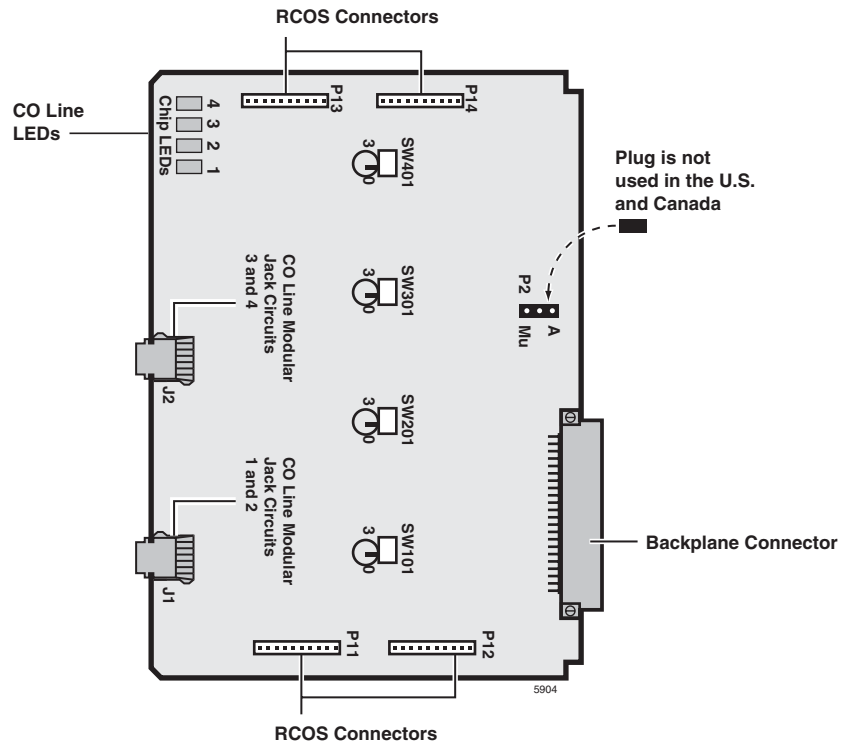 RCOS Connectors
P13
P14
CO Line
LEDs
Chip LEDs
4
3
2
1
SW401
3
0
Plug is not
used in the U.S.
and Canada
CO Line Modular
Jack Circuits
3 and 4
SW301
3
0
P2
Mu
A
J2
SW201
3
0
CO Line Modular
Jack Circuits
1 and 2
SW101
3
0
Backplane Connector
J1
P11
P12
5904
RCOS Connectors